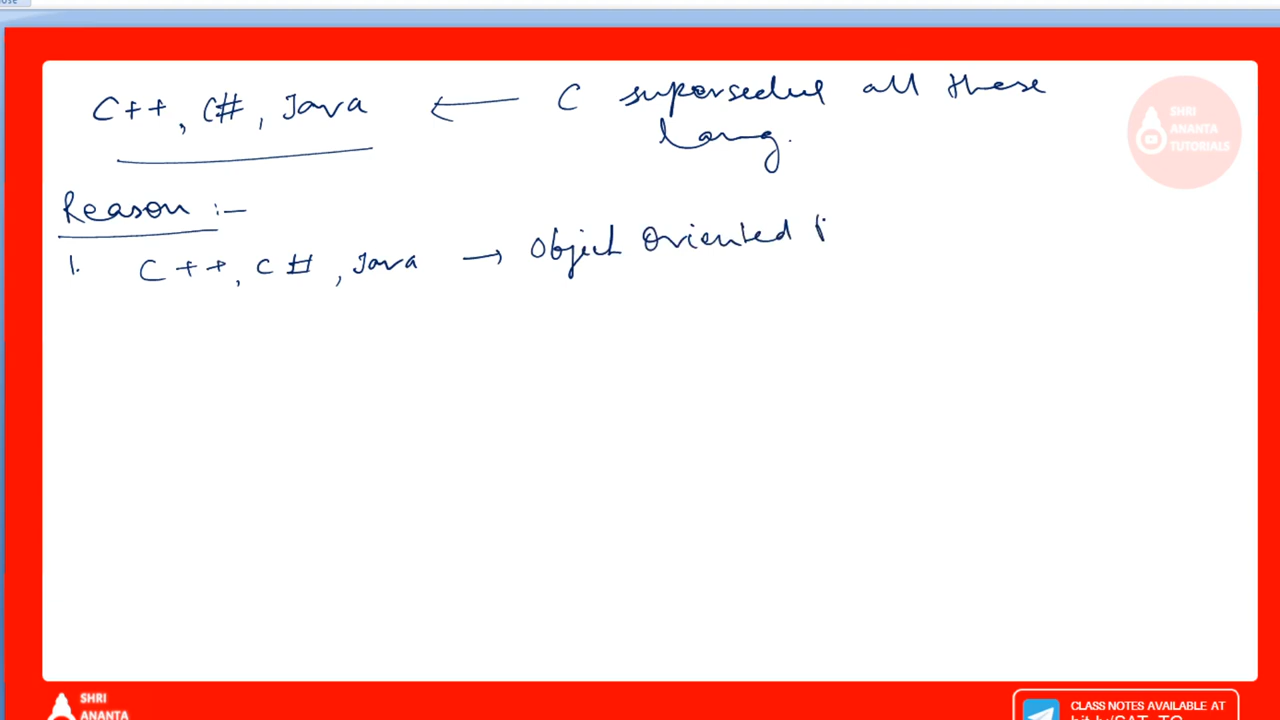 C++, C#, Java ← C superseded all these
lang.
SHRI
ANANTA
TUTORIALS
Reason :-
1. C++, C#, Java → Object Oriented
SHRI
ANANTA
CLASS NOTES AVAILABLE AT